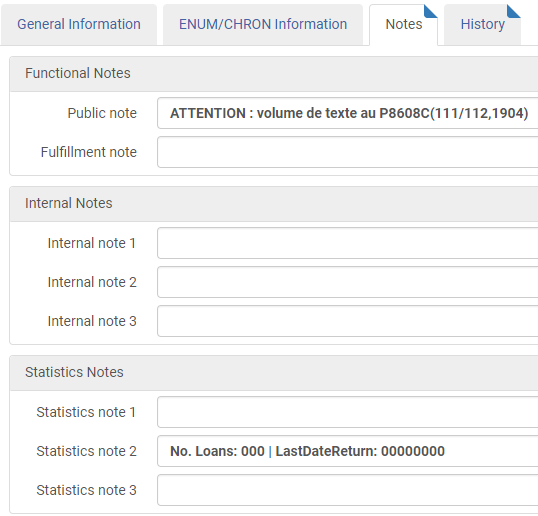 General Information ENUM/CHRON Information Notes History
Functional Notes
Public note ATTENTION : volume de texte au P8608C(111/112,1904)
Fulfillment note
Internal Notes
Internal note 1
Internal note 2
Internal note 3
Statistics Notes
Statistics note 1
Statistics note 2 No. Loans: 000 | LastDateReturn: 00000000
Statistics note 3